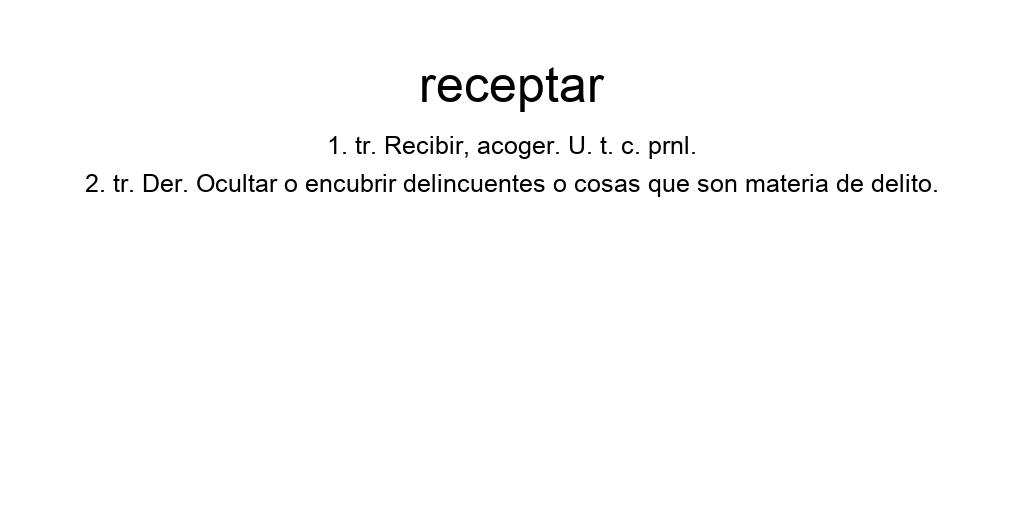 receptar
1. tr. Recibir, acoger. U. t. c. prnl.
2. tr. Der. Ocultar o encubrir delincuentes o cosas que son materia de delito.